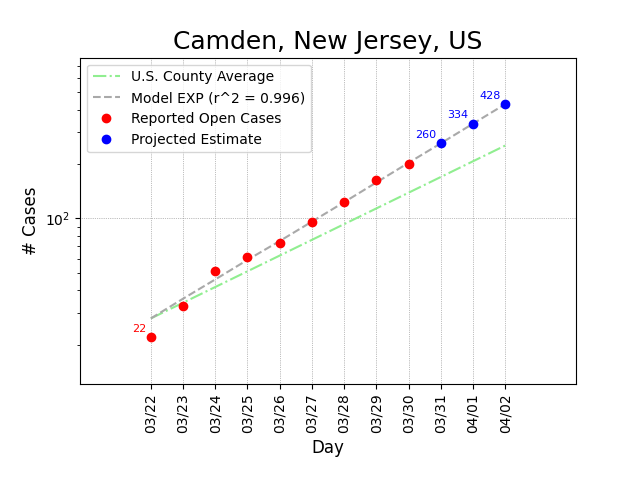 Camden, New Jersey, US
U.S. County Average
Model EXP (r^2 = 0.996)
Reported Open Cases
Projected Estimate
428
334
260
22
10²
# Cases
03/22
03/23
03/24
03/25
03/26
03/27
03/28
03/29
03/30
03/31
04/01
04/02
Day